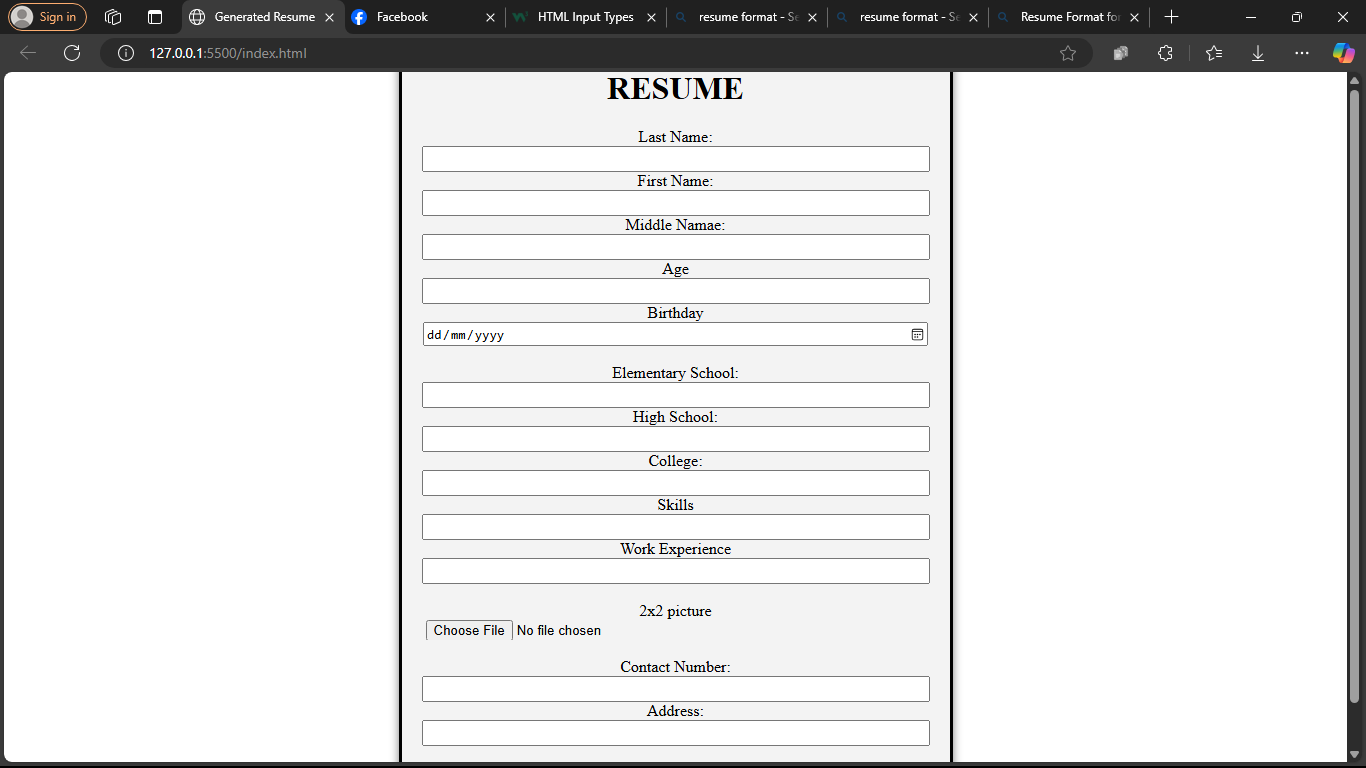 Sign in
Generated Resume
Facebook
HTML Input Types
resume format - Se
resume format - Se
Resume Format for
127.0.0.1:5500/index.html
RESUME
Last Name:
First Name:
Middle Namae:
Age
Birthday
dd/mm/yyyy
Elementary School:
High School:
College:
Skills
Work Experience
2x2 picture
Choose File No file chosen
Contact Number:
Address: